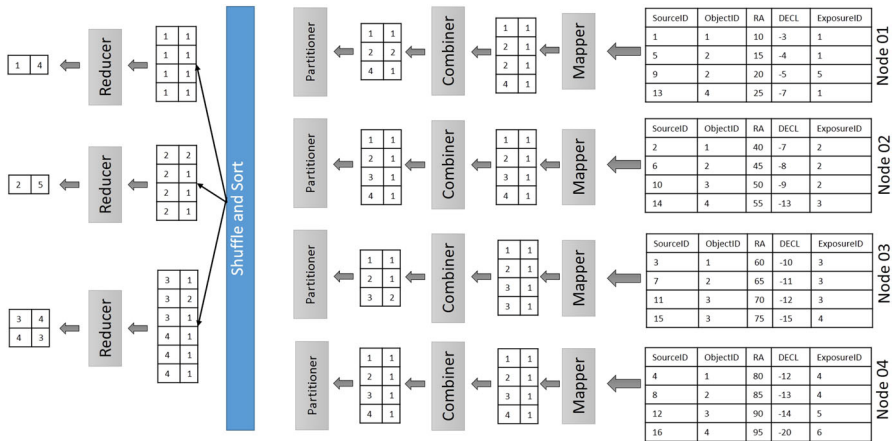 Node 01
SourceID ObjectID RA DECL ExposureID
1 1 10 -3 1
5 2 15 -4 1
9 2 20 -5 5
13 4 25 -7 1
Mapper
1 1
2 1
2 1
4 1
Combiner
1 1
2 2
4 1
Partitioner
Node 02
SourceID ObjectID RA DECL ExposureID
2 1 40 -7 2
6 2 45 -8 2
10 3 50 -9 2
14 4 55 -13 3
Mapper
1 1
2 1
3 1
4 1
Combiner
1 1
2 1
3 1
4 1
Partitioner
Node 03
SourceID ObjectID RA DECL ExposureID
3 1 60 -10 3
7 2 65 -11 3
11 3 70 -12 3
15 3 75 -15 4
Mapper
1 1
2 1
3 1
3 1
Combiner
1 1
2 1
3 2
Partitioner
Node 04
SourceID ObjectID RA DECL ExposureID
4 1 80 -12 4
8 2 85 -13 4
12 3 90 -14 5
16 4 95 -20 6
Mapper
1 1
2 1
3 1
4 1
Combiner
1 1
2 1
3 1
4 1
Partitioner
Shuffle and Sort
1 1
1 1
1 1
1 1
Reducer
1 4
2 2
2 1
2 1
2 1
Reducer
2 5
3 1
3 2
3 1
4 1
4 1
4 1
Reducer
3 4
4 3